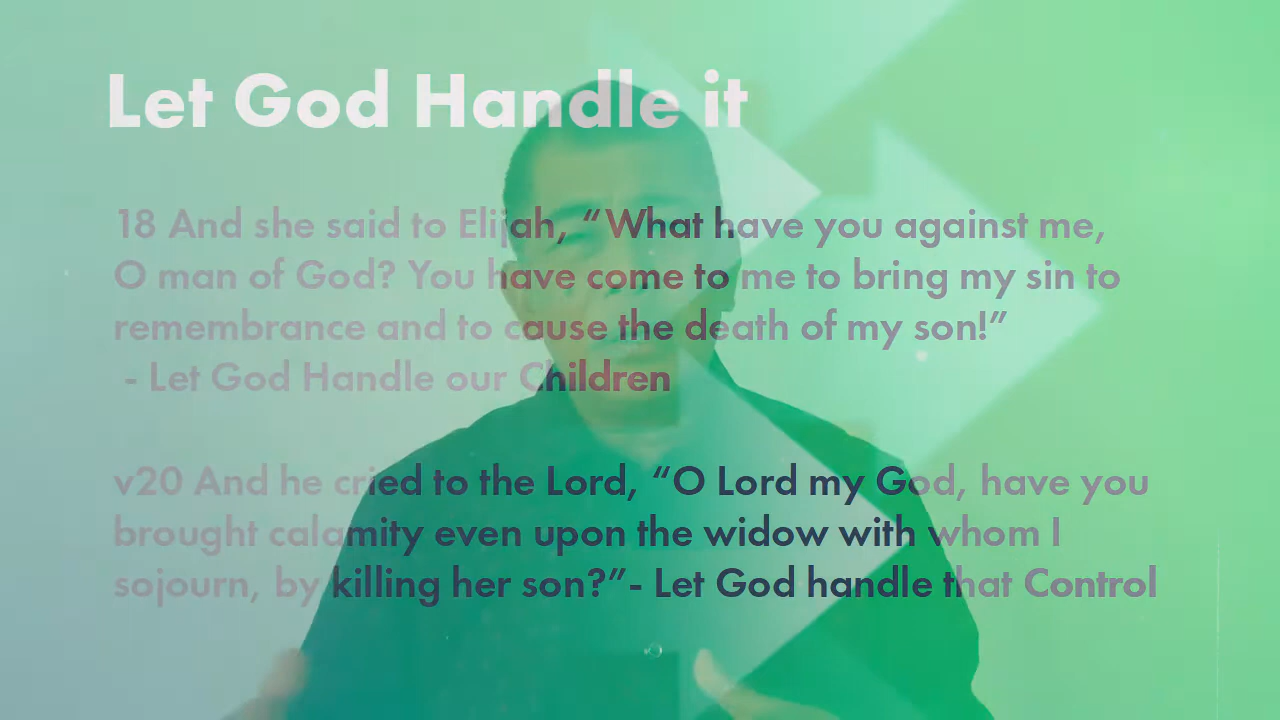 Let God Handle it
18 And she said to Elijah, “What have you against me,
O man of God? You have come to me to bring my sin to
remembrance and to cause the death of my son!”
- Let God Handle our Children
v20 And he cried to the Lord, “O Lord my God, have you
brought calamity even upon the widow with whom I
sojourn, by killing her son?”- Let God handle that Control